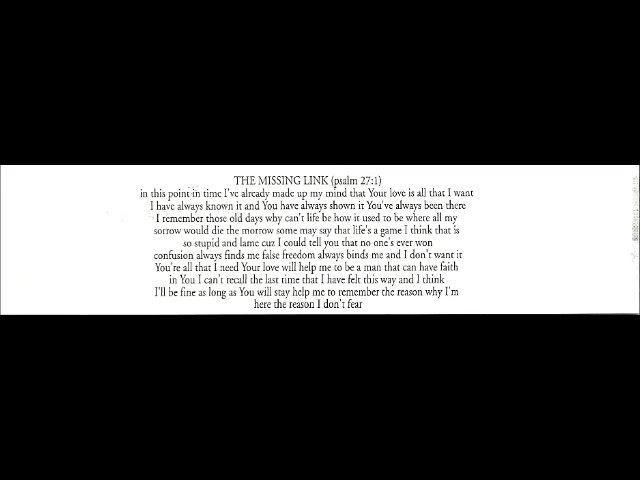 THE MISSING LINK (psalm 27:1)
in this point in time I've already made up my mind that Your love is all that I want
I have always known it and You have always shown it You've always been there
I remember those old days why can't life be how it used to be where all my
sorrow would die the morrow some may say that life's a game I think that is
so stupid and lame cuz I could tell you that no one's ever won
confusion always finds me false freedom always binds me and I don't want it
You're all that I need Your love will help me to be a man that can have faith
in You I can't recall the last time that I have felt this way and I think
I'll be fine as long as You will stay help me to remember the reason why I'm
here the reason I don't fear